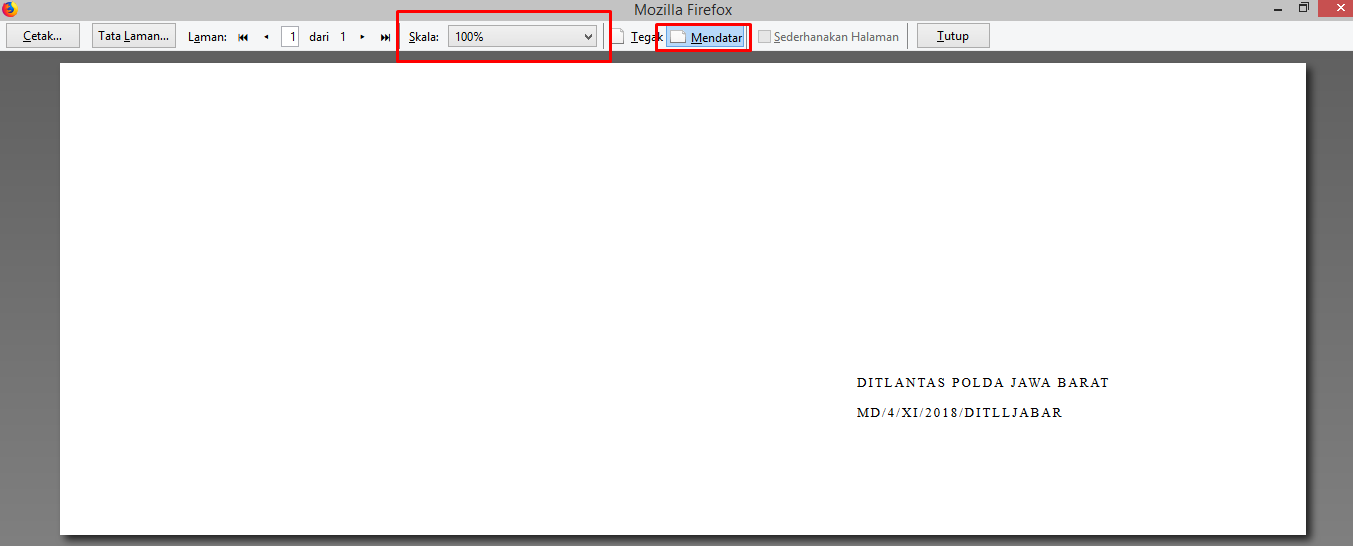 Mozilla Firefox
Cetak... Tata Laman... Laman: 1 dari 1 Skala: 100% Tegak Mendatar Sederhanakan Halaman Tutup
DITLANTAS POLDA JAWA BARAT
MD/4/XI/2018/DITLLJABAR